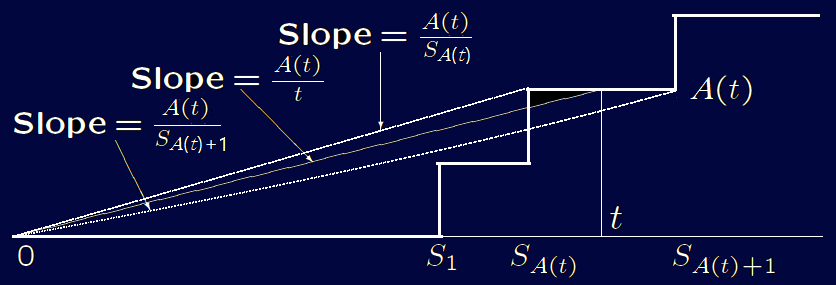 Slope = A(t)/S_{A(t)}
Slope = A(t)/t
Slope = A(t)/S_{A(t)+1}
A(t)
t
0 S_1 S_{A(t)} S_{A(t)+1}